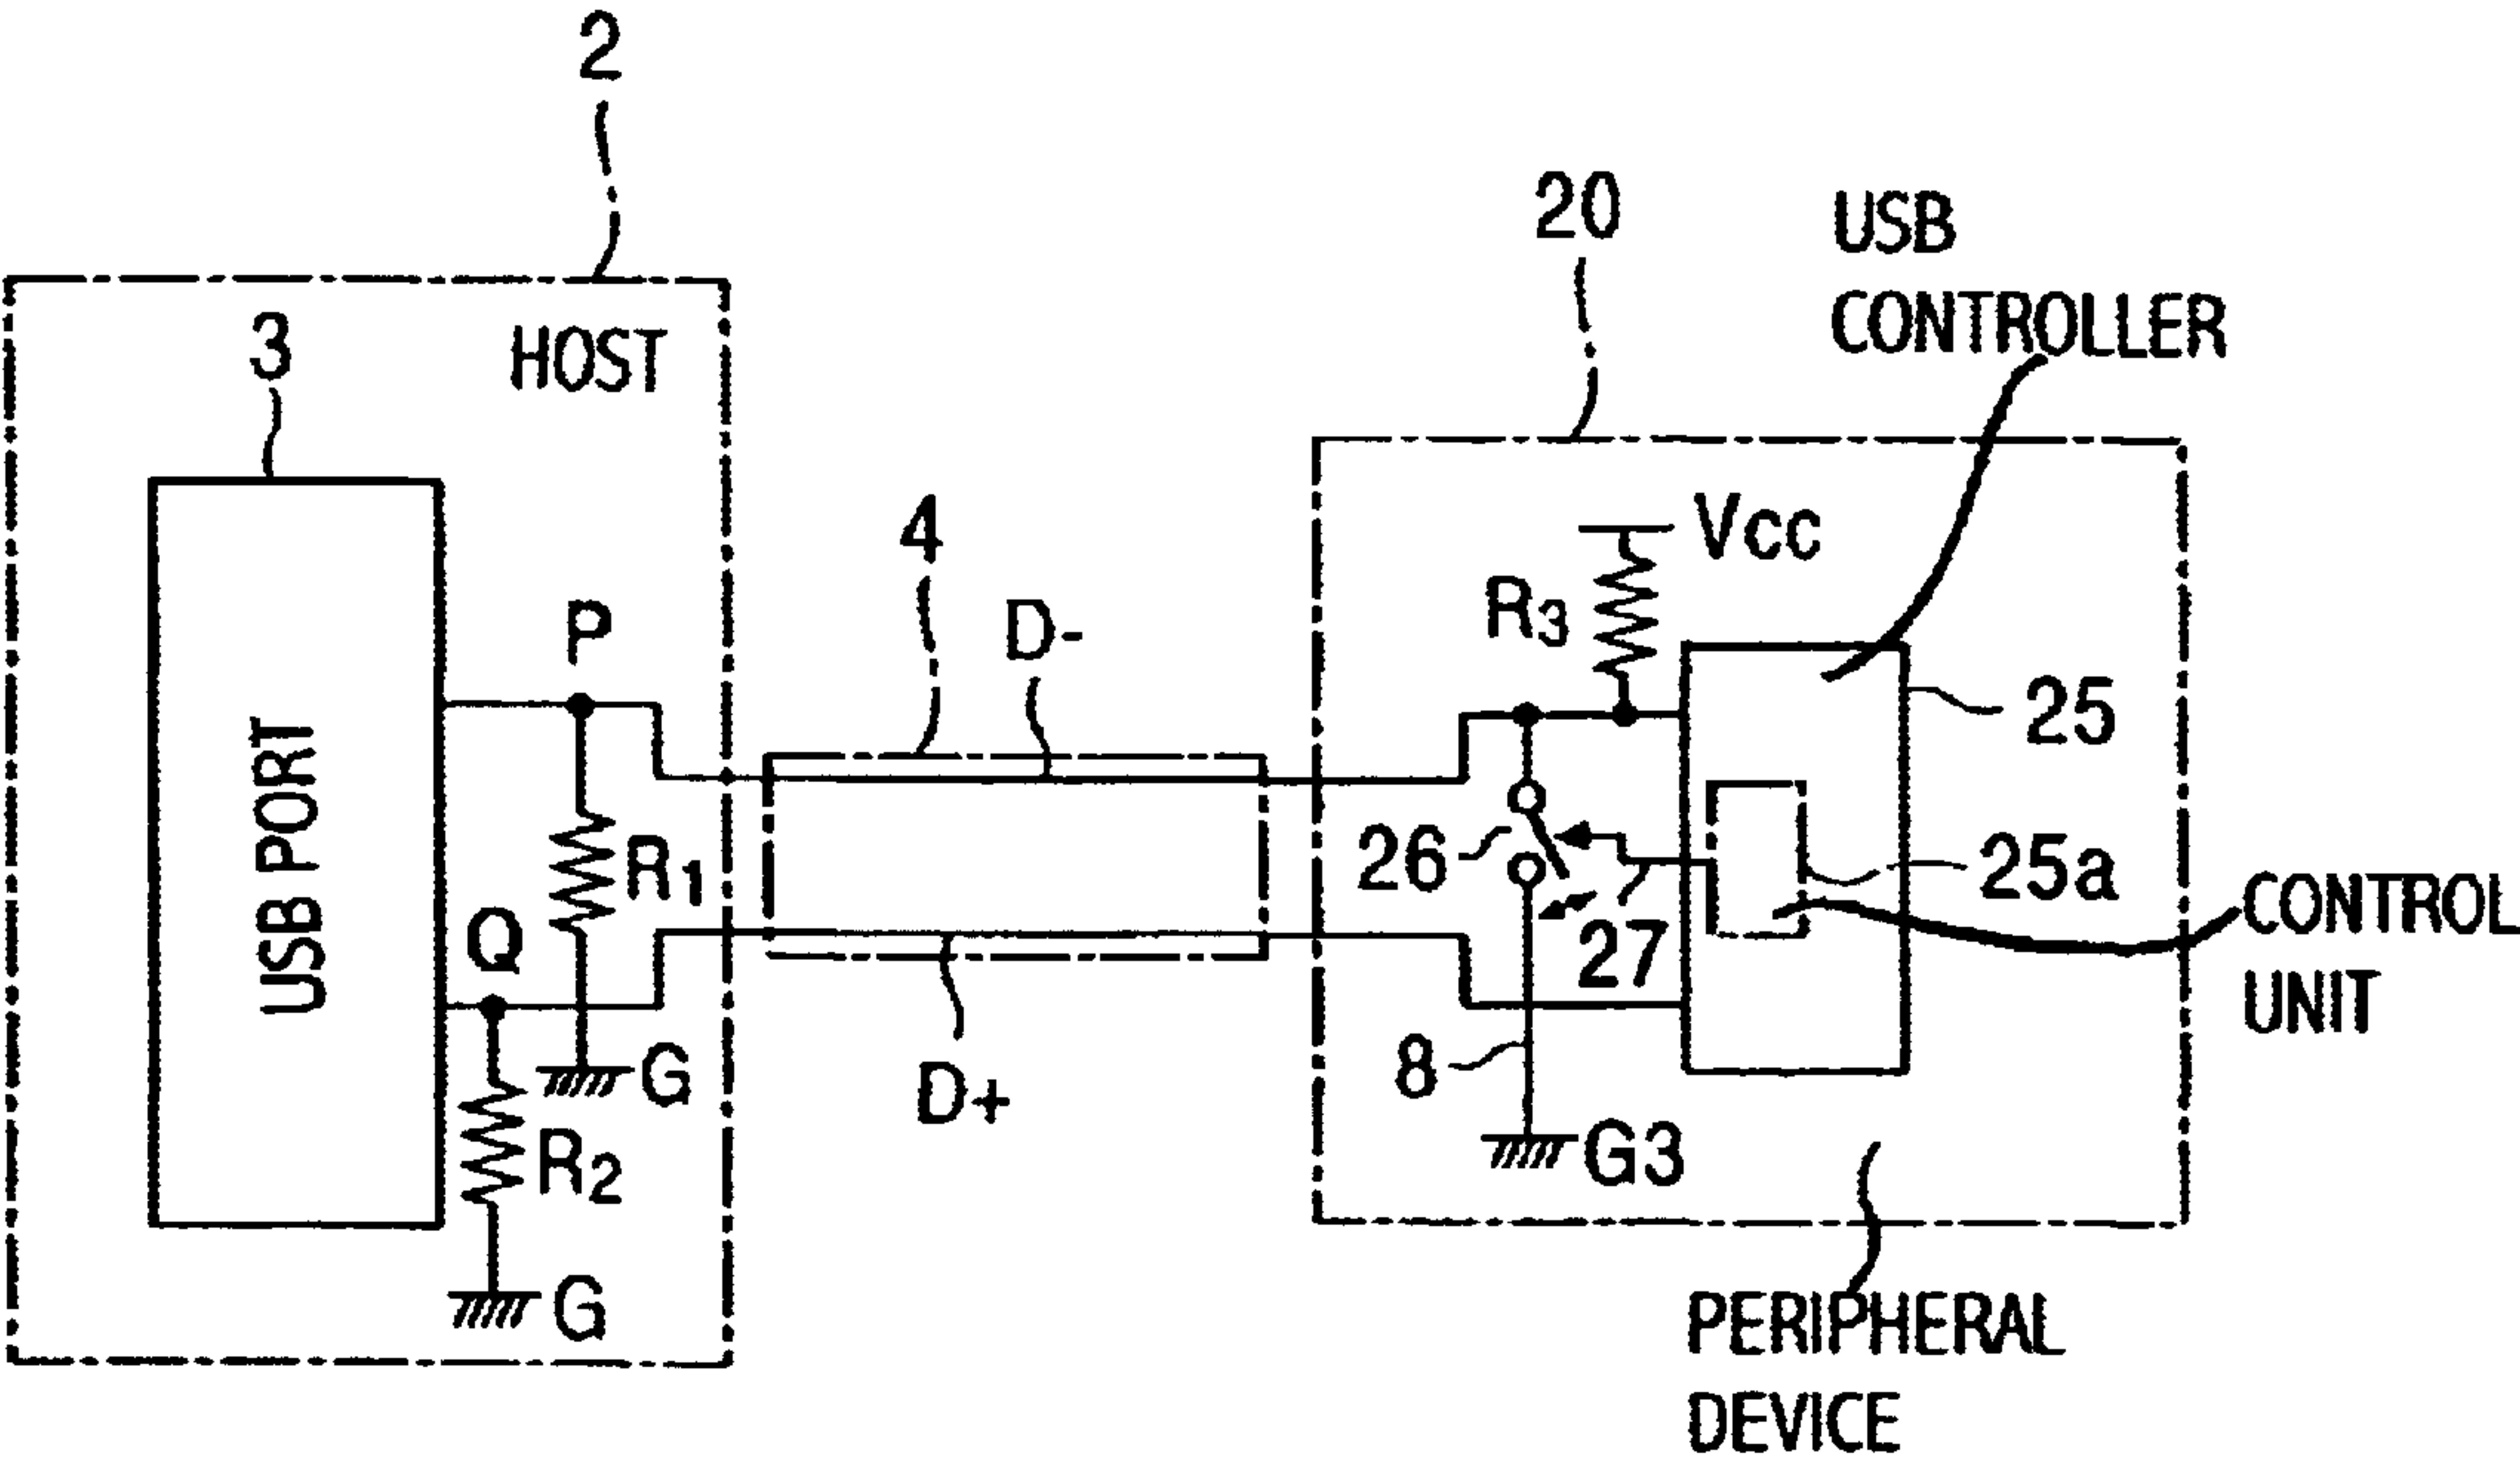 2
20
USB
CONTROLLER
3
HOST
4
Vcc
R3
D-
P
25
USB PORT
26
R1
25a
CONTROL
UNIT
Q
27
8
G
D+
R2
G3
G
PERIPHERAL
DEVICE